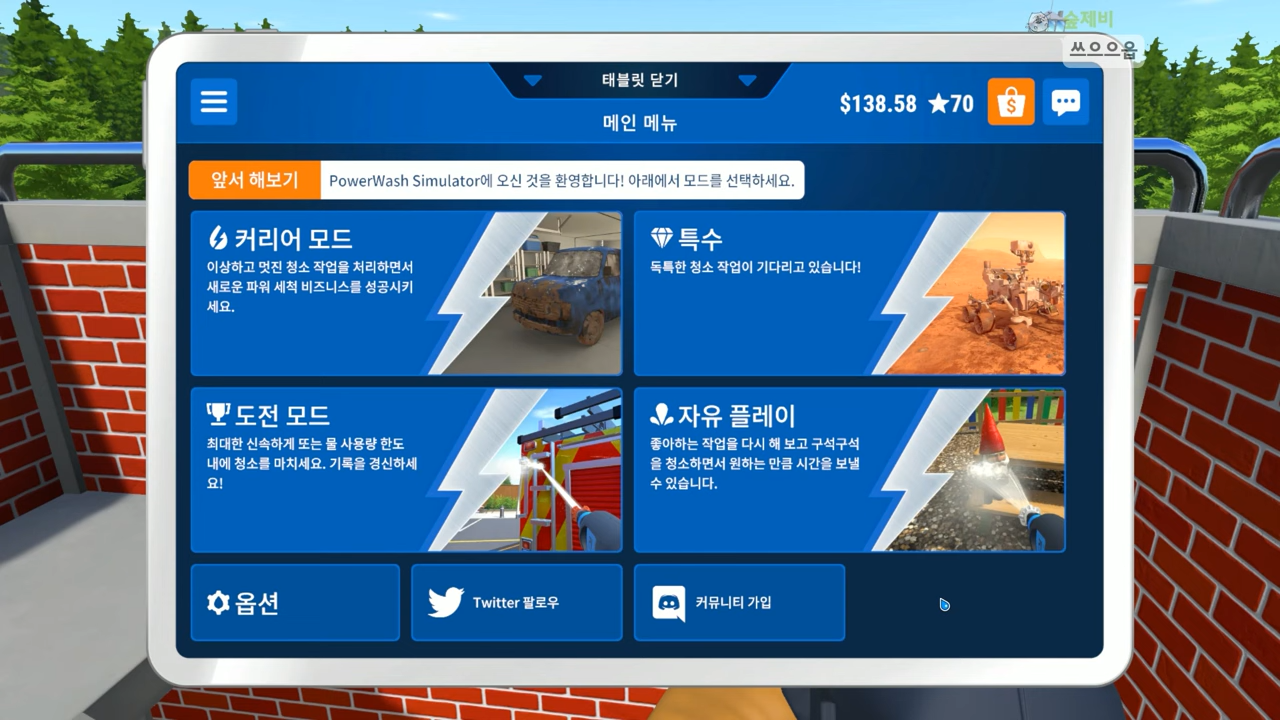 숲제비
쓰으으읍
태블릿 닫기
$138.58 ★70
메인 메뉴
앞서 해보기
PowerWash Simulator에 오신 것을 환영합니다! 아래에서 모드를 선택하세요.
커리어 모드
이상하고 멋진 청소 작업을 처리하면서
새로운 파워 세척 비즈니스를 성공시키
세요.
특수
독특한 청소 작업이 기다리고 있습니다!
도전 모드
최대한 신속하게 또는 물 사용량 한도
내에 청소를 마치세요. 기록을 경신하세
요!
자유 플레이
좋아하는 작업을 다시 해 보고 구석구석
을 청소하면서 원하는 만큼 시간을 보낼
수 있습니다.
옵션
Twitter 팔로우
커뮤니티 가입